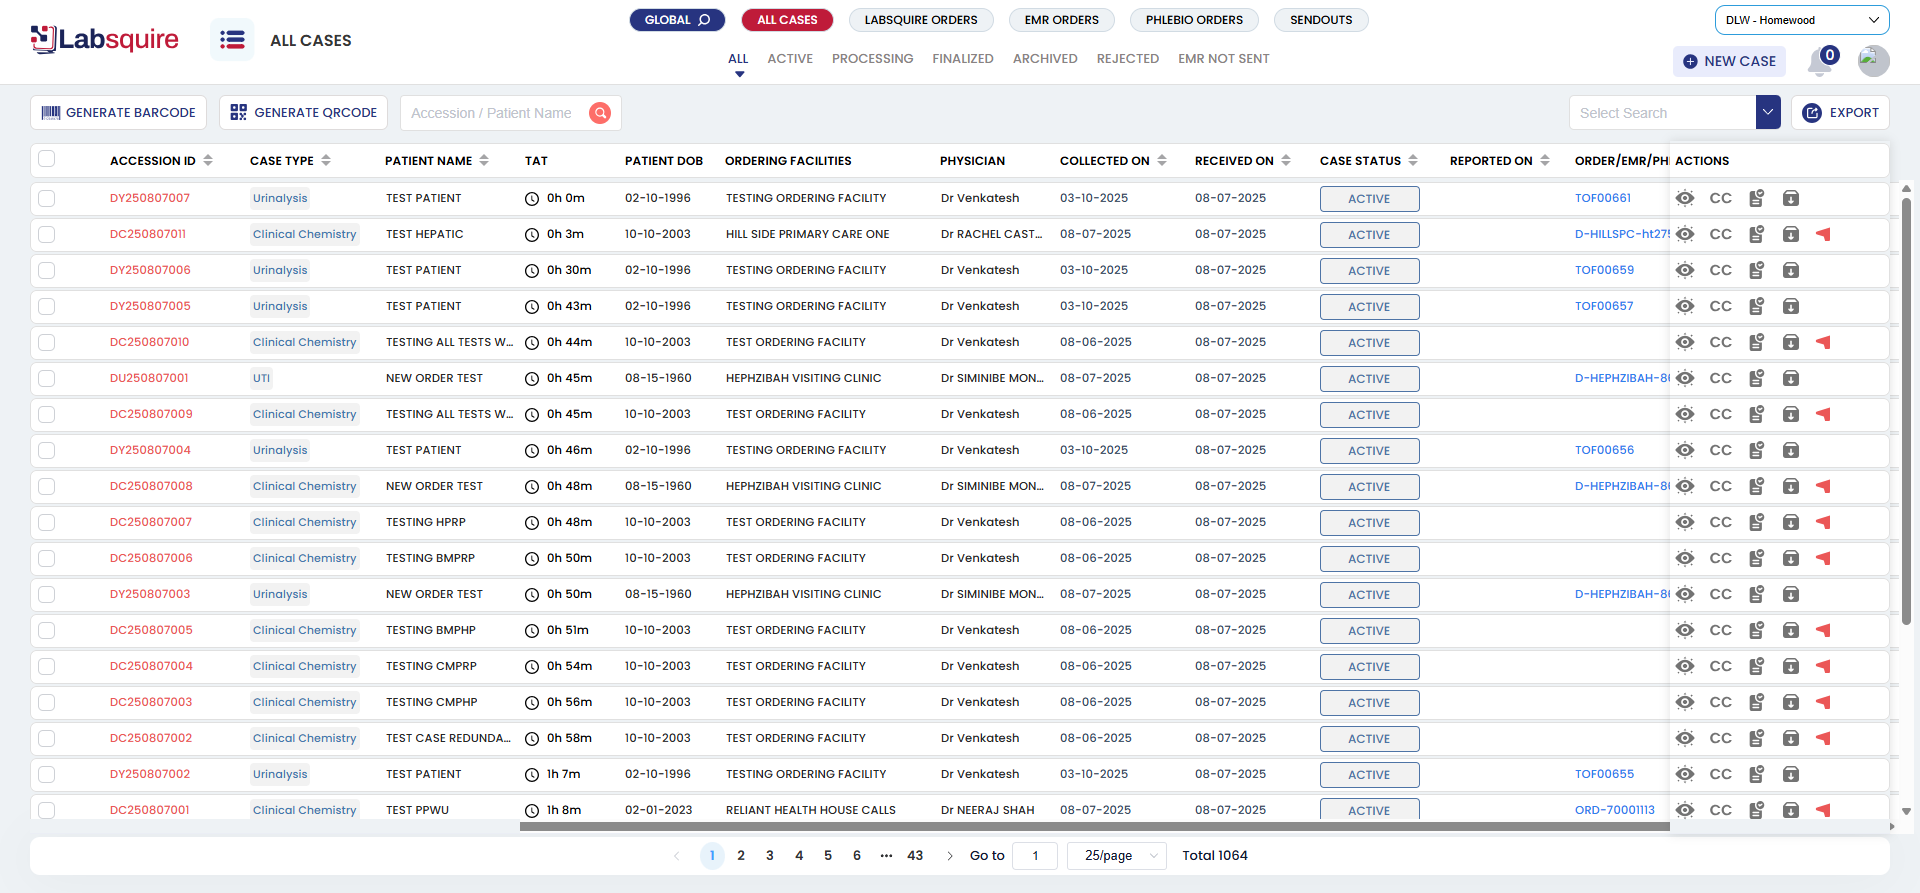 Labsquire
ALL CASES
GLOBAL
ALL CASES
LABSQUIRE ORDERS
EMR ORDERS
PHLEBIO ORDERS
SENDOUTS
DLW - Homewood
ALL
ACTIVE
PROCESSING
FINALIZED
ARCHIVED
REJECTED
EMR NOT SENT
NEW CASE
0
GENERATE BARCODE
GENERATE QRCODE
Accession / Patient Name
Select Search
EXPORT
ACCESSION ID CASE TYPE PATIENT NAME TAT PATIENT DOB ORDERING FACILITIES PHYSICIAN COLLECTED ON RECEIVED ON CASE STATUS REPORTED ON ORDER/EMR/PH ACTIONS
DY250807007 Urinalysis TEST PATIENT 0h 0m 02-10-1996 TESTING ORDERING FACILITY Dr Venkatesh 03-10-2025 08-07-2025 ACTIVE TOF00661 CC
DC250807011 Clinical Chemistry TEST HEPATIC 0h 3m 10-10-2003 HILL SIDE PRIMARY CARE ONE Dr RACHEL CAST... 08-07-2025 08-07-2025 ACTIVE D-HILLSPC-ht275 CC
DY250807006 Urinalysis TEST PATIENT 0h 30m 02-10-1996 TESTING ORDERING FACILITY Dr Venkatesh 03-10-2025 08-07-2025 ACTIVE TOF00659 CC
DY250807005 Urinalysis TEST PATIENT 0h 43m 02-10-1996 TESTING ORDERING FACILITY Dr Venkatesh 03-10-2025 08-07-2025 ACTIVE TOF00657 CC
DC250807010 Clinical Chemistry TESTING ALL TESTS W... 0h 44m 10-10-2003 TEST ORDERING FACILITY Dr Venkatesh 08-06-2025 08-07-2025 ACTIVE CC
DU250807001 UTI NEW ORDER TEST 0h 45m 08-15-1960 HEPHZIBAH VISITING CLINIC Dr SIMINIBE MON... 08-07-2025 08-07-2025 ACTIVE D-HEPHZIBAH-8 CC
DC250807009 Clinical Chemistry TESTING ALL TESTS W... 0h 45m 10-10-2003 TEST ORDERING FACILITY Dr Venkatesh 08-06-2025 08-07-2025 ACTIVE CC
DY250807004 Urinalysis TEST PATIENT 0h 46m 02-10-1996 TESTING ORDERING FACILITY Dr Venkatesh 03-10-2025 08-07-2025 ACTIVE TOF00656 CC
DC250807008 Clinical Chemistry NEW ORDER TEST 0h 48m 08-15-1960 HEPHZIBAH VISITING CLINIC Dr SIMINIBE MON... 08-07-2025 08-07-2025 ACTIVE D-HEPHZIBAH-8 CC
DC250807007 Clinical Chemistry TESTING HPRP 0h 48m 10-10-2003 TEST ORDERING FACILITY Dr Venkatesh 08-06-2025 08-07-2025 ACTIVE CC
DC250807006 Clinical Chemistry TESTING BMPRP 0h 50m 10-10-2003 TEST ORDERING FACILITY Dr Venkatesh 08-06-2025 08-07-2025 ACTIVE CC
DY250807003 Urinalysis NEW ORDER TEST 0h 50m 08-15-1960 HEPHZIBAH VISITING CLINIC Dr SIMINIBE MON... 08-07-2025 08-07-2025 ACTIVE D-HEPHZIBAH-8 CC
DC250807005 Clinical Chemistry TESTING BMPHP 0h 51m 10-10-2003 TEST ORDERING FACILITY Dr Venkatesh 08-06-2025 08-07-2025 ACTIVE CC
DC250807004 Clinical Chemistry TESTING CMPRP 0h 54m 10-10-2003 TEST ORDERING FACILITY Dr Venkatesh 08-06-2025 08-07-2025 ACTIVE CC
DC250807003 Clinical Chemistry TESTING CMPHP 0h 56m 10-10-2003 TEST ORDERING FACILITY Dr Venkatesh 08-06-2025 08-07-2025 ACTIVE CC
DC250807002 Clinical Chemistry TEST CASE REDUNDA... 0h 58m 10-10-2003 TEST ORDERING FACILITY Dr Venkatesh 08-06-2025 08-07-2025 ACTIVE CC
DY250807002 Urinalysis TEST PATIENT 1h 7m 02-10-1996 TESTING ORDERING FACILITY Dr Venkatesh 03-10-2025 08-07-2025 ACTIVE TOF00655 CC
DC250807001 Clinical Chemistry TEST PPWU 1h 8m 02-01-2023 RELIANT HEALTH HOUSE CALLS Dr NEERAJ SHAH 08-07-2025 08-07-2025 ACTIVE ORD-70001113 CC
1 2 3 4 5 6 ••• 43 Go to 1 25/page Total 1064